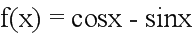 f(x) = cosx - sinx